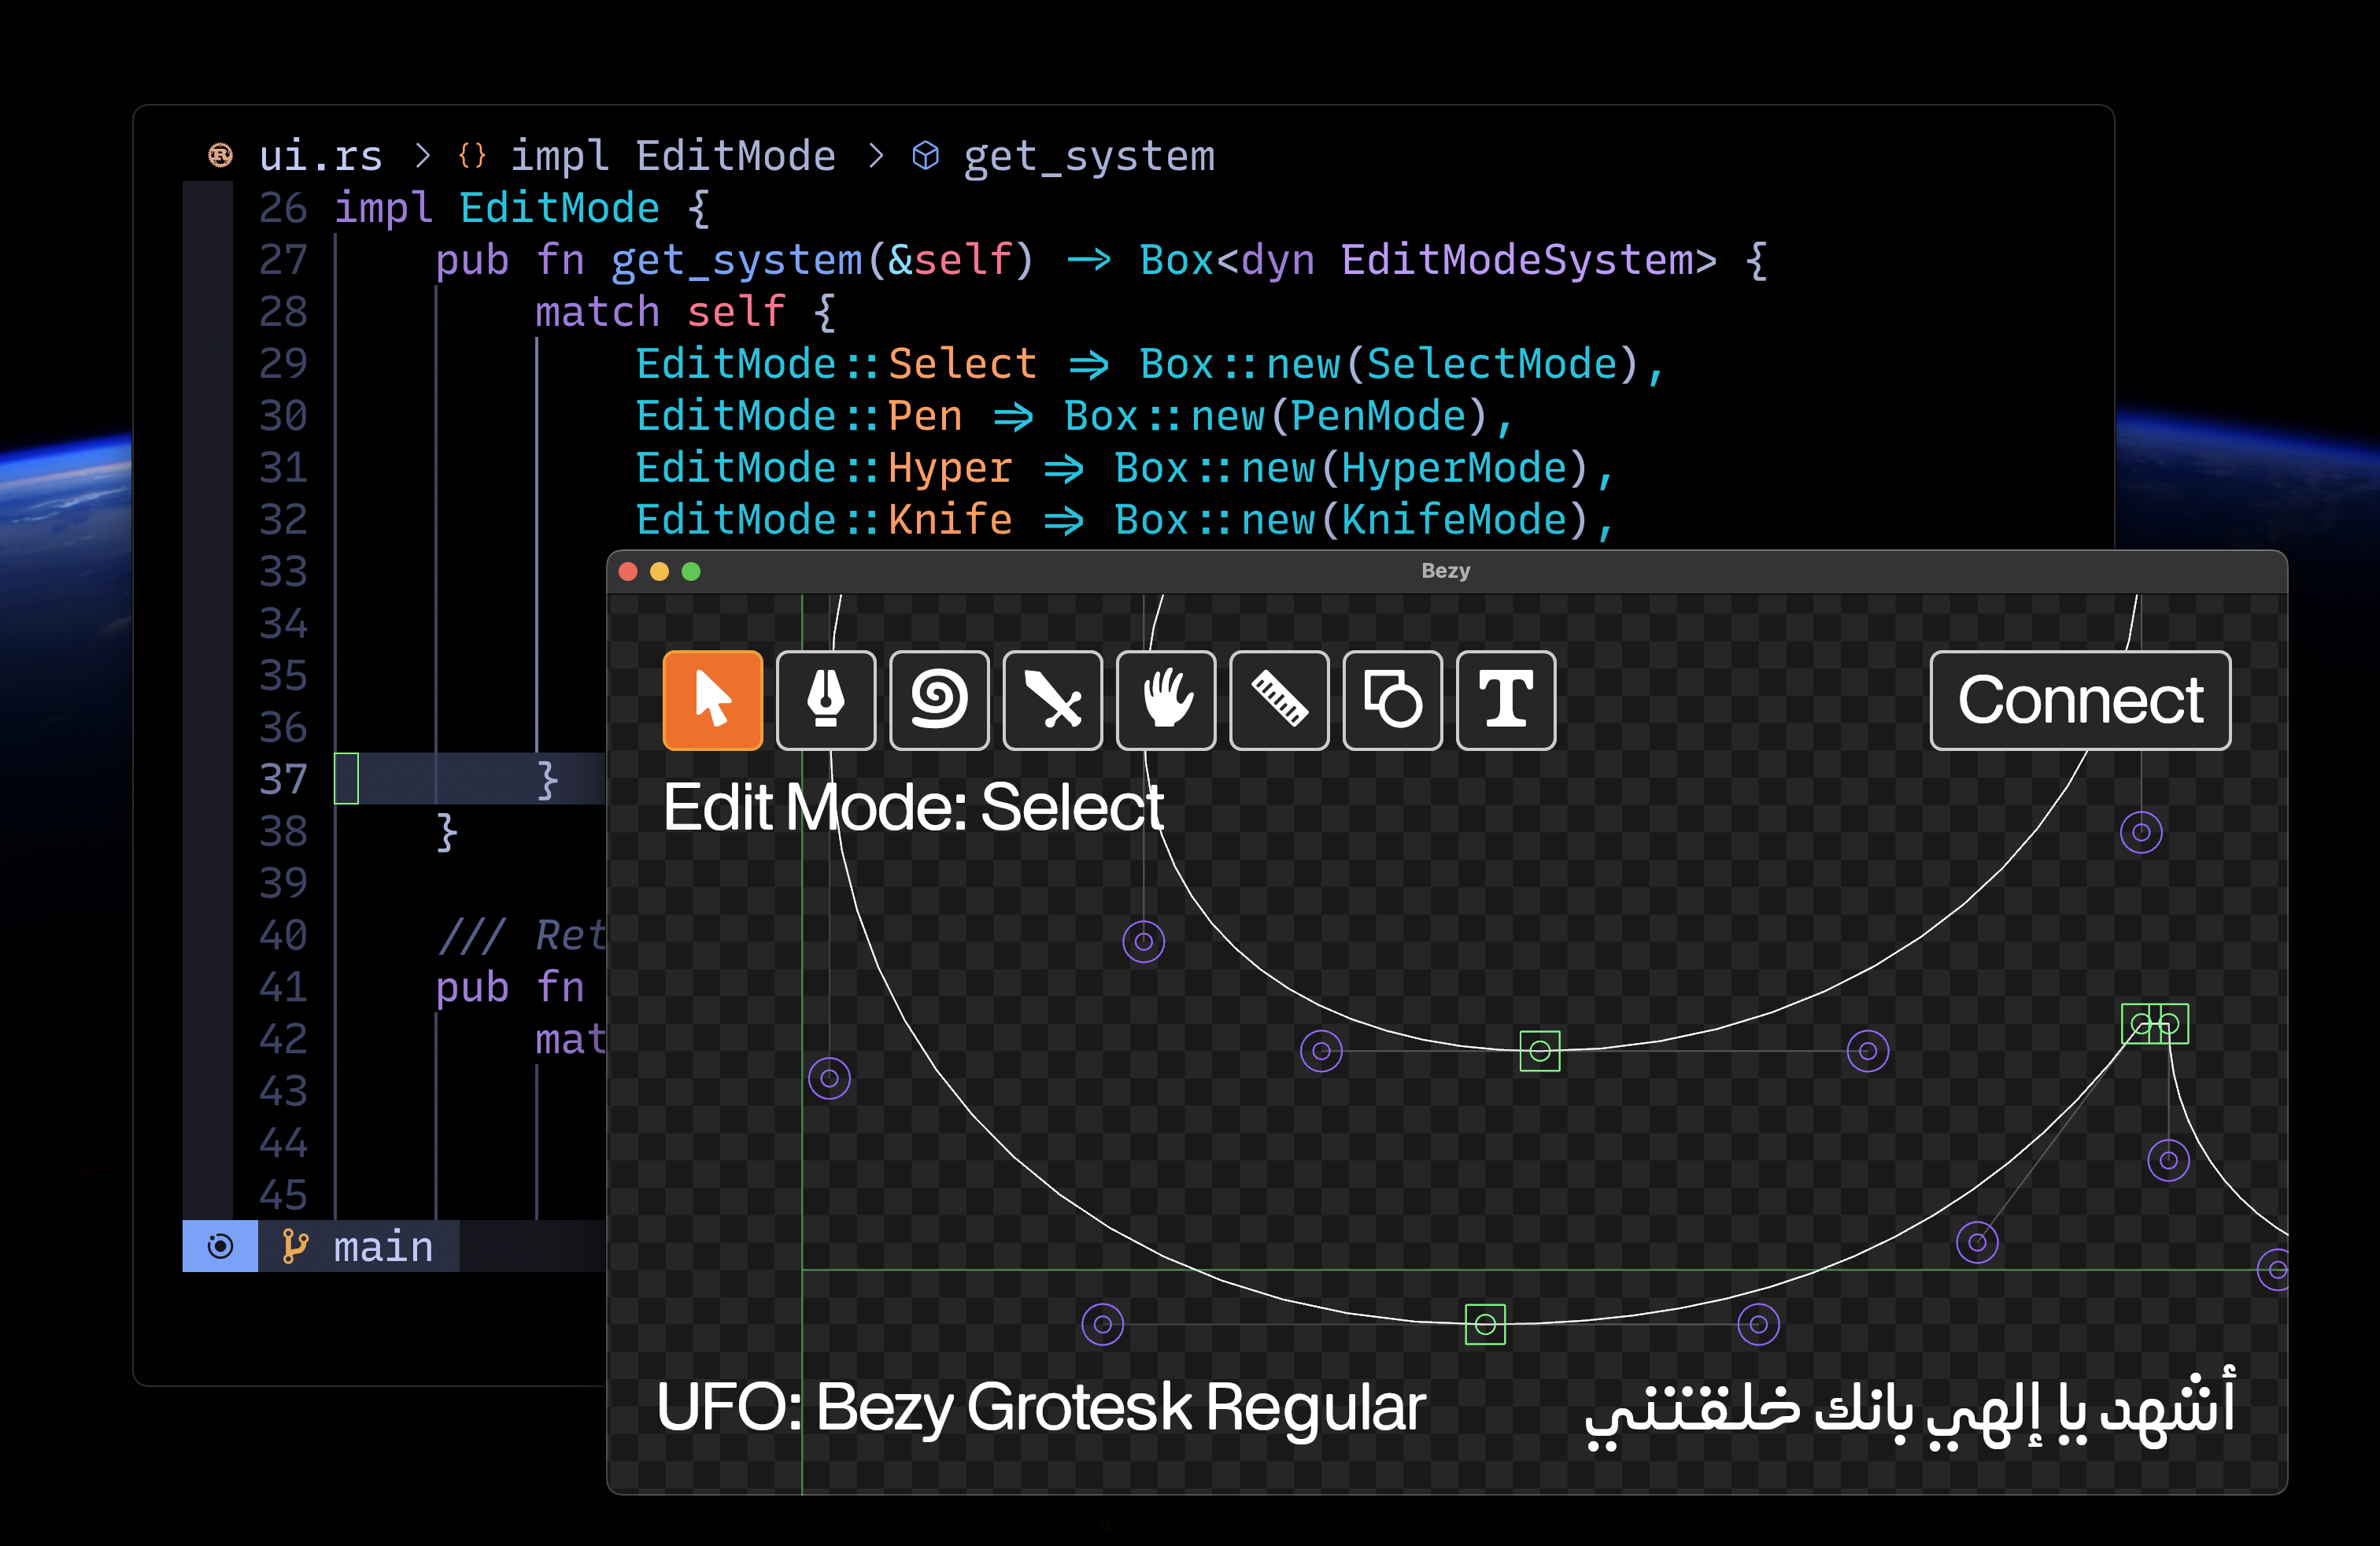 ui.rs > {} impl EditMode > get_system
26 impl EditMode {
27 pub fn get_system(&self) -> Box<dyn EditModeSystem> {
28 match self {
29 EditMode::Select => Box::new(SelectMode),
30 EditMode::Pen => Box::new(PenMode),
31 EditMode::Hyper => Box::new(HyperMode),
32 EditMode::Knife => Box::new(KnifeMode),
33
34
35
36
37 }
38 }
39
40 /// Ret
41 pub fn
42 mat
43
44
45
main
Bezy
T
Connect
Edit Mode: Select
UFO: Bezy Grotesk Regular
أشهد يا إلهي بانك خلقتني